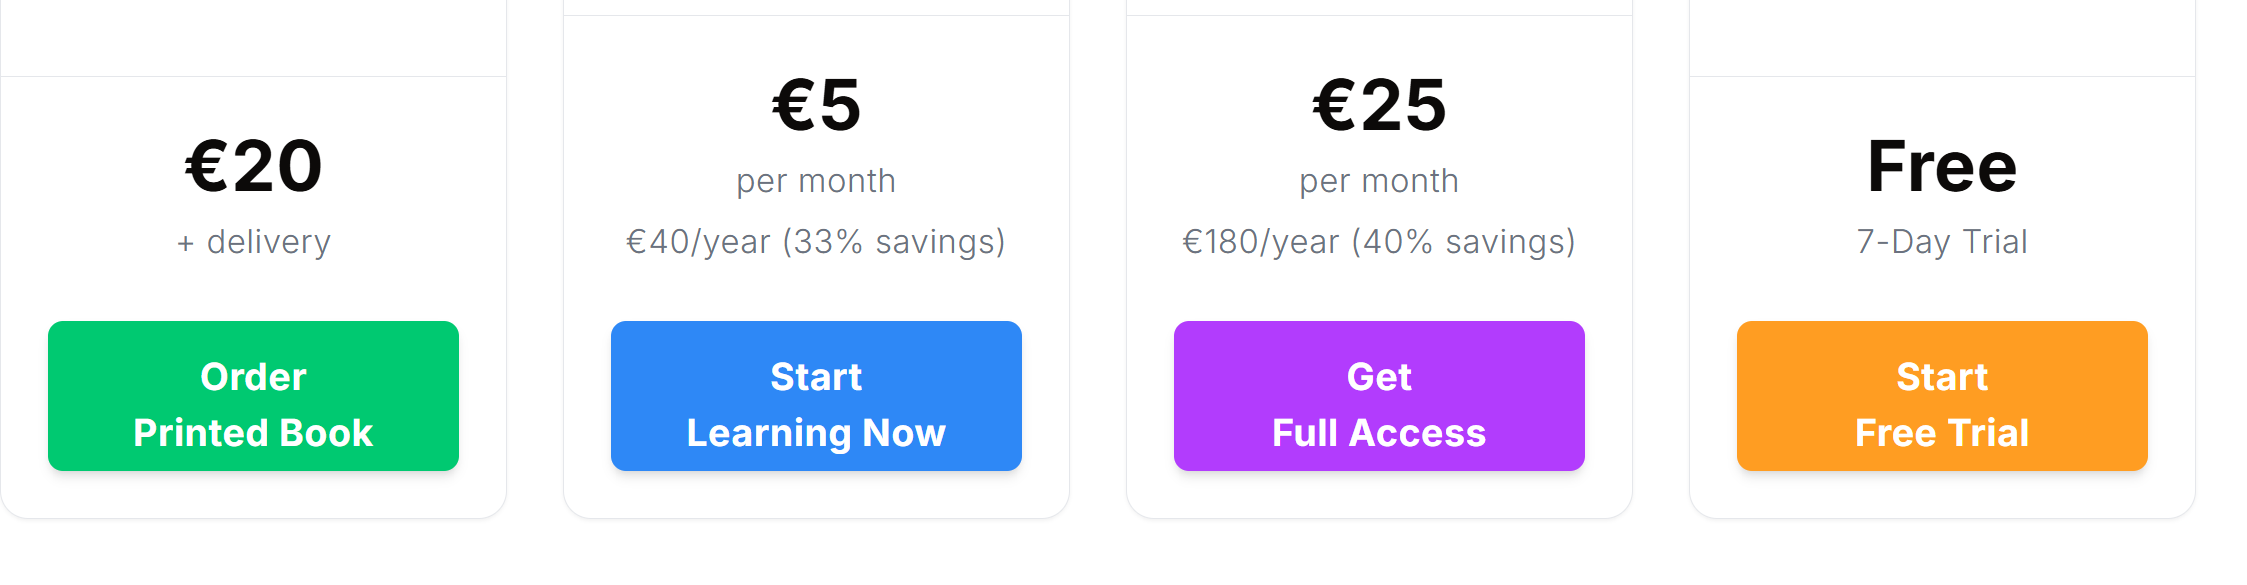 €20
+ delivery
Order
Printed Book
€5
per month
€40/year (33% savings)
Start
Learning Now
€25
per month
€180/year (40% savings)
Get
Full Access
Free
7-Day Trial
Start
Free Trial